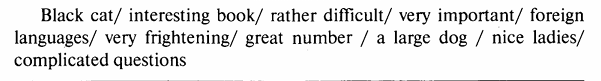 Black cat/ interesting book/ rather difficult/ very important/ foreign
languages/ very frightening/ great number / a large dog / nice ladies/
complicated questions